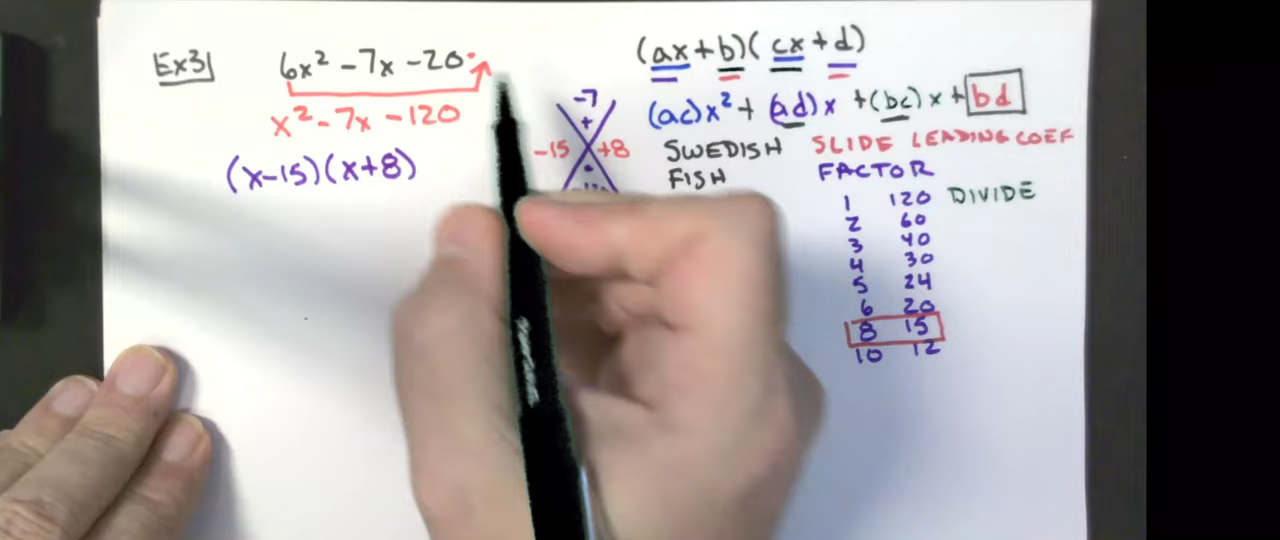 Ex3
6x² - 7x - 20 ·
x² - 7x - 120
(x-15)(x+8)
-7
+
-15 +8
·
(ax+b)(cx+d)
(ac)x² + (ad)x + (bc)x + bd
SWEDISH SLIDE LEADING COEF
FISH FACTOR
DIVIDE
1 120
2 60
3 40
4 30
5 24
6 20
8 15
10 12